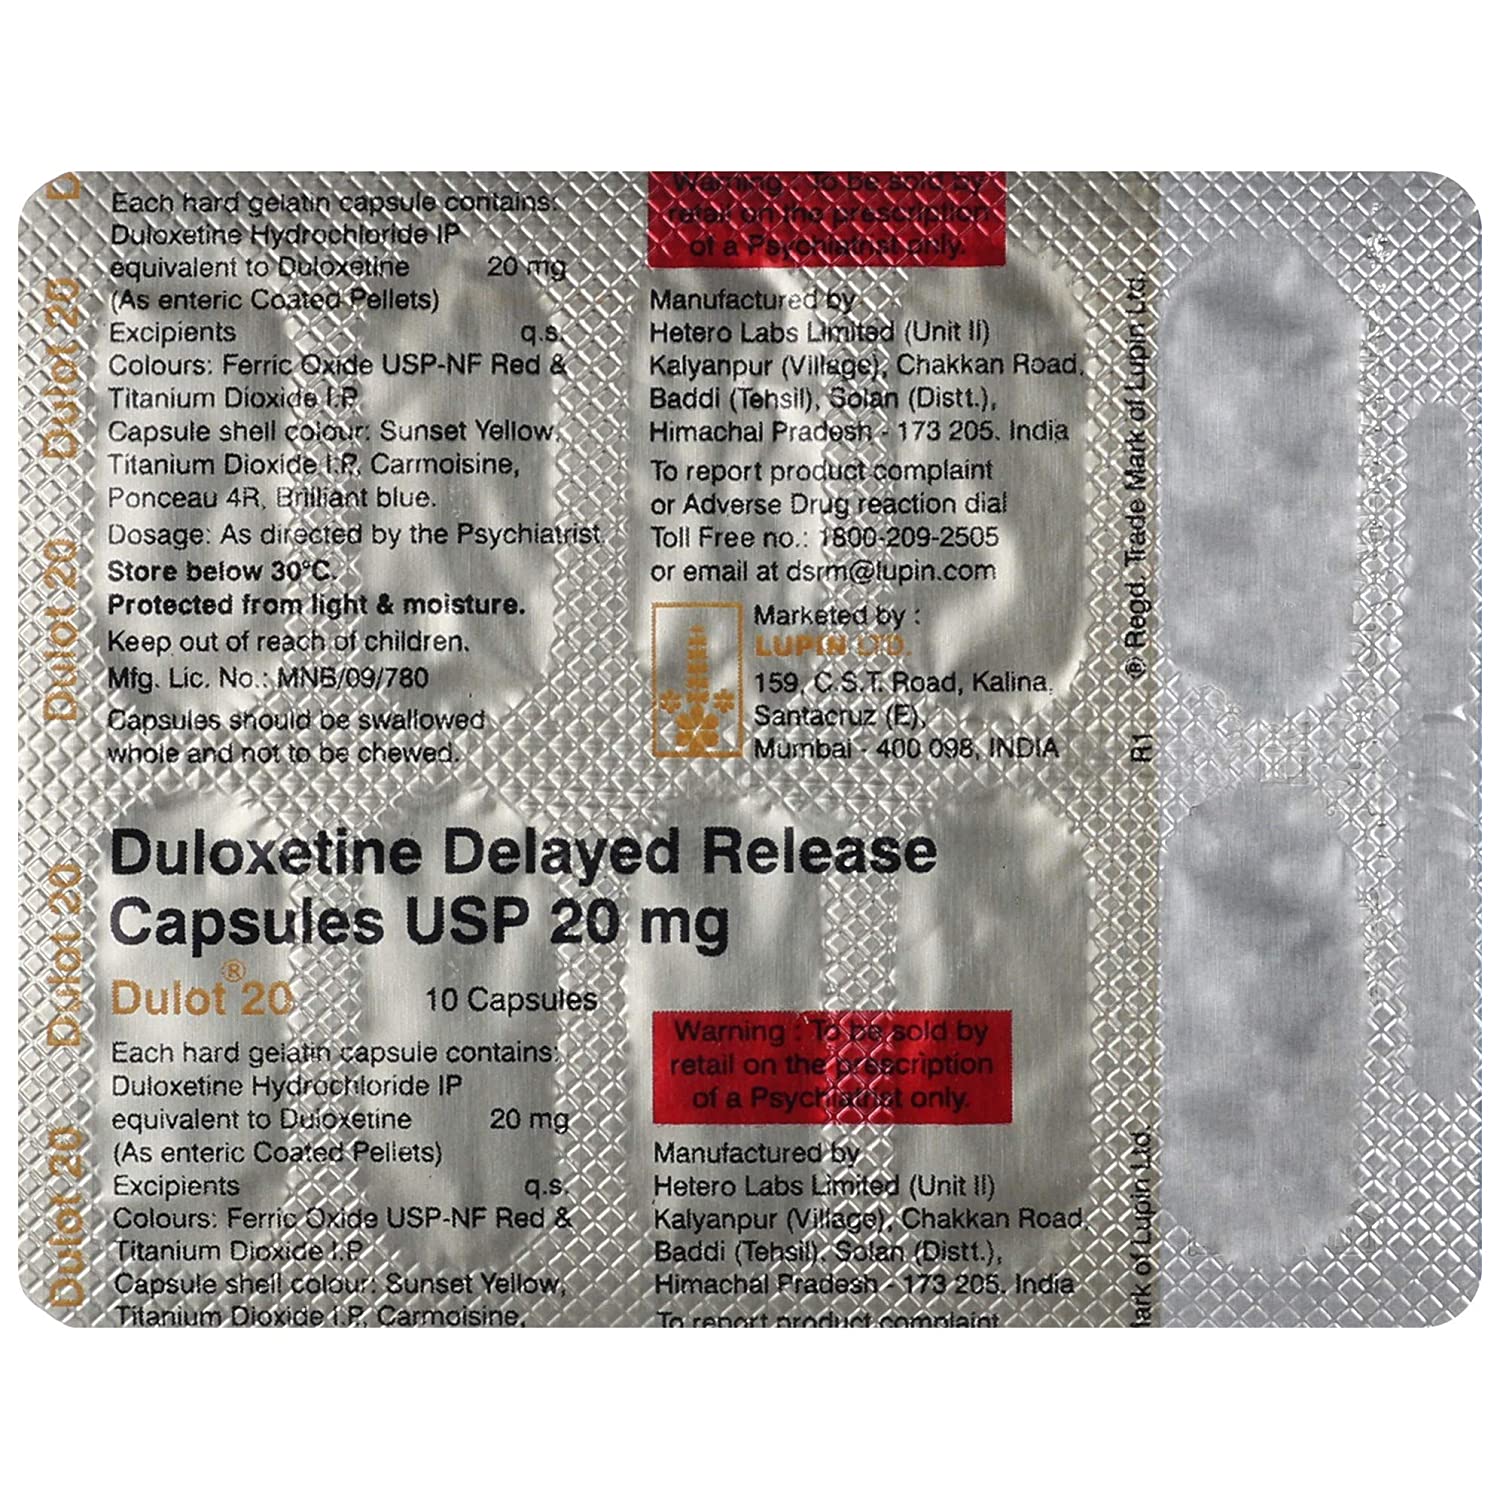 Each hard gelatin capsule contains:
Duloxetine Hydrochloride IP
equivalent to Duloxetine 20 mg
(As enteric Coated Pellets)
Excipients q.s.
Colours: Ferric Oxide USP-NF Red &
Titanium Dioxide I.P.
Capsule shell colour: Sunset Yellow,
Titanium Dioxide I.P., Carmoisine,
Ponceau 4R, Brilliant blue.
Dosage: As directed by the Psychiatrist.
Store below 30°C.
Protected from light & moisture.
Keep out of reach of children.
Mfg. Lic. No.: MNB/09/780
Capsules should be swallowed
whole and not to be chewed.
Warning : To be sold by
retail on the prescription
of a Psychiatrist only.
Manufactured by
Hetero Labs Limited (Unit II)
Kalyanpur (Village), Chakkan Road,
Baddi (Tehsil), Solan (Distt.),
Himachal Pradesh - 173 205. India
To report product complaint
or Adverse Drug reaction dial
Toll Free no.: 1800-209-2505
or email at dsrm@lupin.com
Marketed by :
LUPIN LTD.
159, C.S.T. Road, Kalina,
Santacruz (E),
Mumbai - 400 098, INDIA
Duloxetine Delayed Release
Capsules USP 20 mg
Dulot® 20 10 Capsules
Each hard gelatin capsule contains:
Duloxetine Hydrochloride IP
equivalent to Duloxetine 20 mg
(As enteric Coated Pellets)
Excipients q.s.
Colours: Ferric Oxide USP-NF Red &
Titanium Dioxide I.P.
Capsule shell colour: Sunset Yellow,
Titanium Dioxide I.P., Carmoisine,
Warning : To be sold by
retail on the prescription
of a Psychiatrist only.
Manufactured by
Hetero Labs Limited (Unit II)
Kalyanpur (Village), Chakkan Road,
Baddi (Tehsil), Solan (Distt.),
Himachal Pradesh - 173 205. India
To report product complaint
D
Dulot 20
Dulot 20
Dulot 20
Dulot 20
R1 ® Regd. Trade Mark of Lupin Ltd.
of Lupin Ltd.